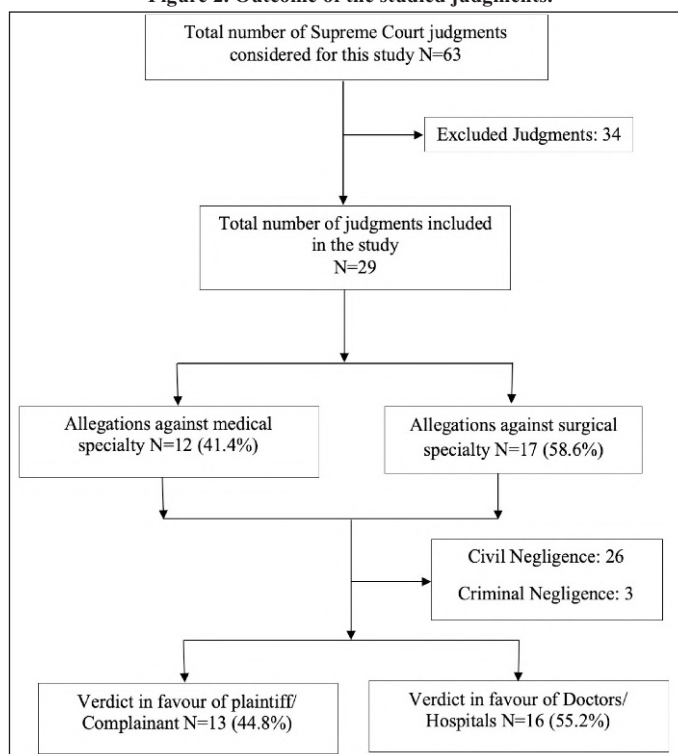 Figure 2. Outcome of the studied judgments.
Total number of Supreme Court judgments
considered for this study N=63
Excluded Judgments: 34
Total number of judgments included
in the study
N=29
Allegations against medical
specialty N=12 (41.4%)
Allegations against surgical
specialty N=17 (58.6%)
Civil Negligence: 26
Criminal Negligence: 3
Verdict in favour of plaintiff/
Complainant N=13 (44.8%)
Verdict in favour of Doctors/
Hospitals N=16 (55.2%)